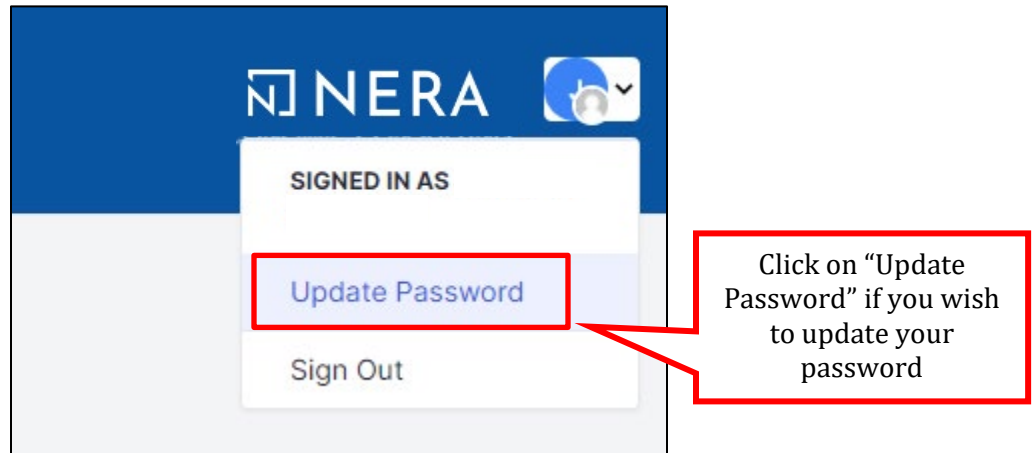 NERA
SIGNED IN AS
Update Password
Sign Out
Click on “Update
Password” if you wish
to update your
password